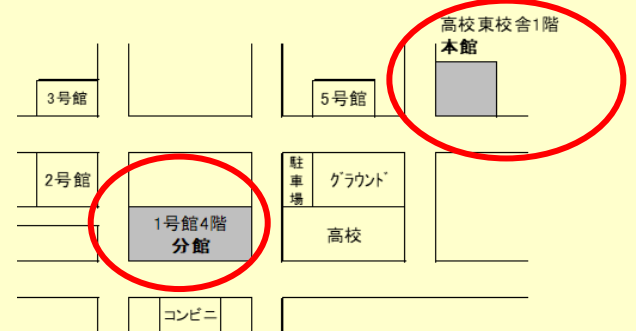 高校東校舎1階
本館
3号館
5号館
2号館
駐車場
グラウンド
1号館4階
分館
高校
コンビニ